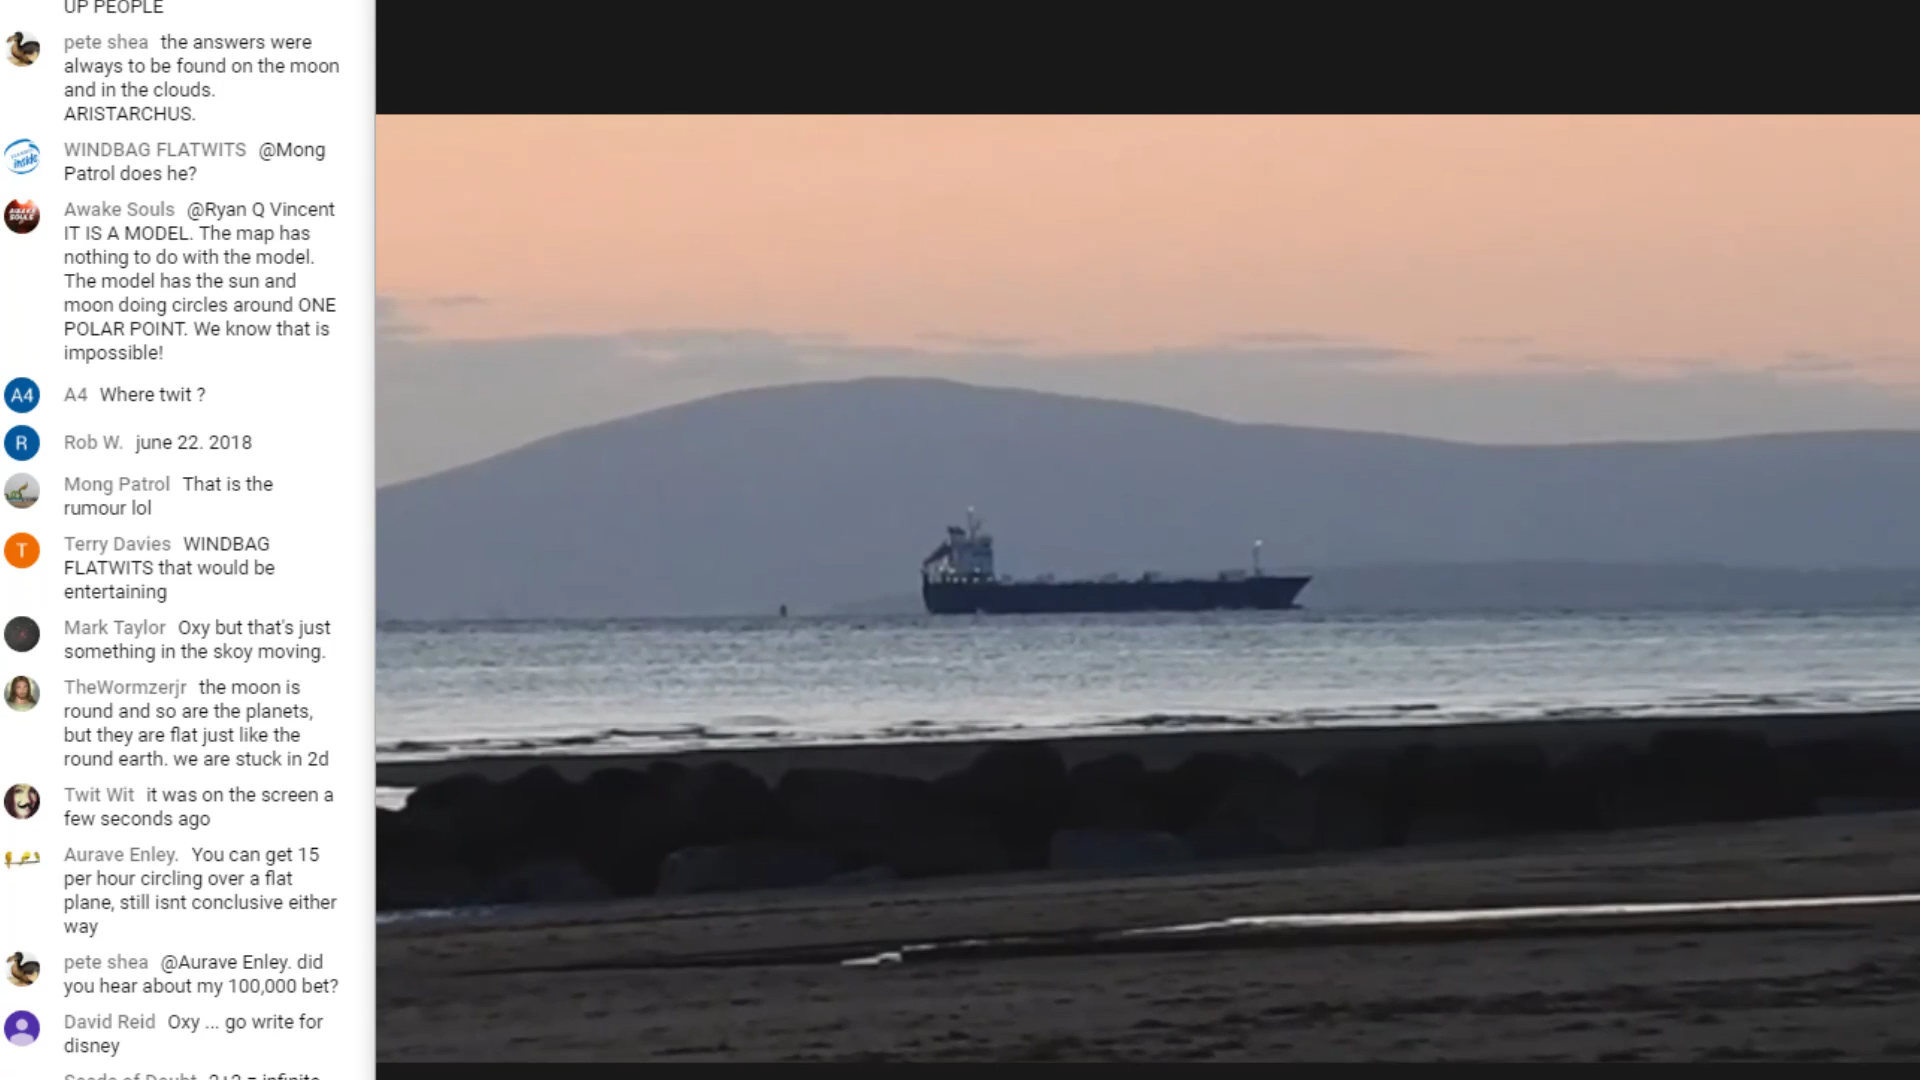 UP PEOPLE
pete shea the answers were
always to be found on the moon
and in the clouds.
ARISTARCHUS.
WINDBAG FLATWITS @Mong
Patrol does he?
inside
Awake Souls @Ryan Q Vincent
IT IS A MODEL. The map has
nothing to do with the model.
The model has the sun and
moon doing circles around ONE
POLAR POINT. We know that is
impossible!
A4 A4 Where twit ?
R Rob W. june 22. 2018
Mong Patrol That is the
rumour lol
T Terry Davies WINDBAG
FLATWITS that would be
entertaining
Mark Taylor Oxy but that's just
something in the skoy moving.
TheWormzerjr the moon is
round and so are the planets,
but they are flat just like the
round earth. we are stuck in 2d
Twit Wit it was on the screen a
few seconds ago
Aurave Enley. You can get 15
per hour circling over a flat
plane, still isnt conclusive either
way
pete shea @Aurave Enley. did
you hear about my 100,000 bet?
David Reid Oxy ... go write for
disney
Seeds of Doubt 2+2 = infinite